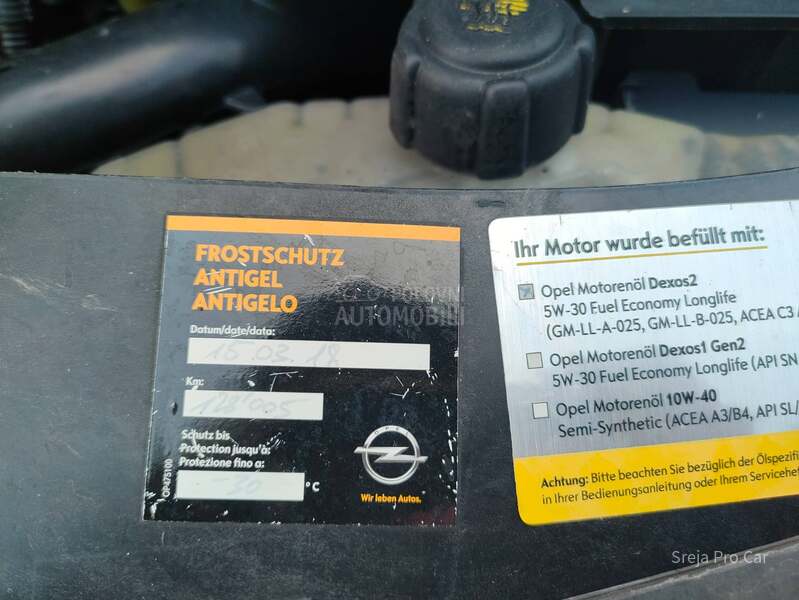 FROSTSCHUTZ
ANTIGEL
ANTIGELO
Datum/date/data:
15.03.18
Km:
128'005
Schutz bis
Protection jusqu'à:
Protezione fino a:
-30 °C
OP475100
Wir leben Autos.
AUTOMOBILI
Ihr Motor wurde befüllt mit:
Opel Motorenöl Dexos2
5W-30 Fuel Economy Longlife
(GM-LL-A-025, GM-LL-B-025, ACEA C3
Opel Motorenöl Dexos1 Gen2
5W-30 Fuel Economy Longlife (API SN
Opel Motorenöl 10W-40
Semi-Synthetic (ACEA A3/B4, API SL/
Achtung: Bitte beachten Sie bezüglich der Ölspezifi
in Ihrer Bedienungsanleitung oder Ihrem Servicehef
Sreja Pro Car